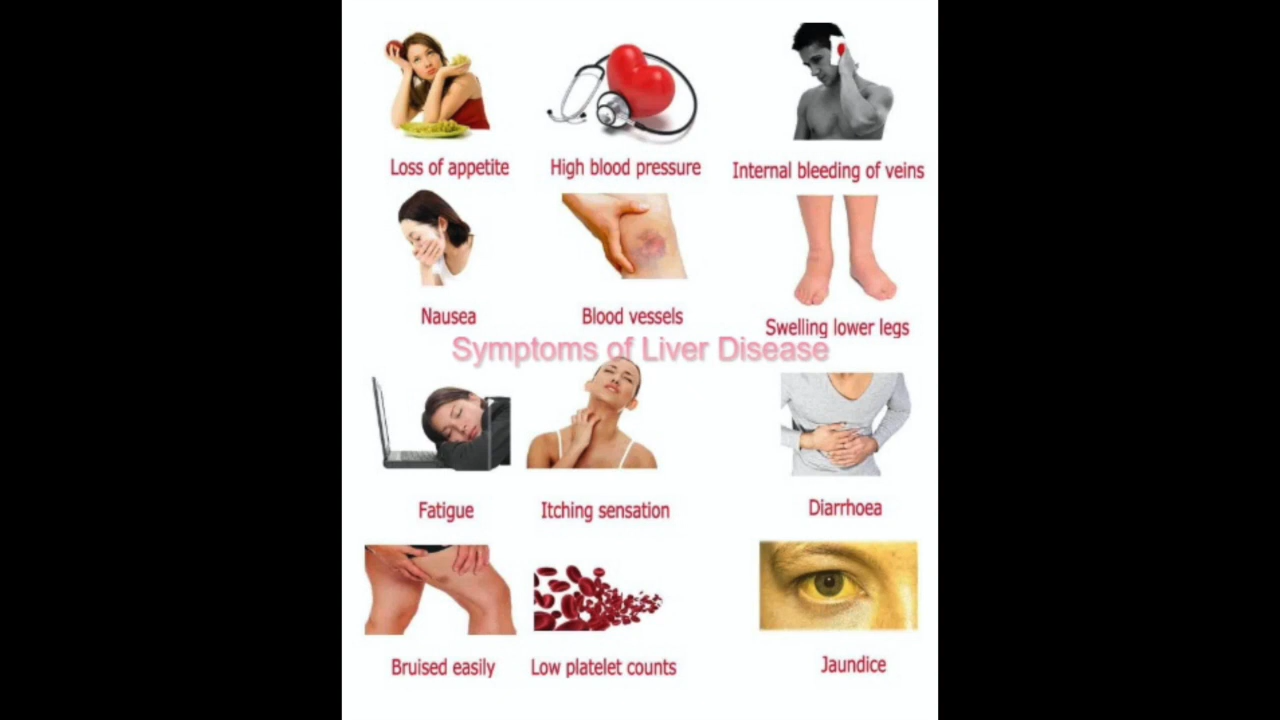 Loss of appetite
High blood pressure
Internal bleeding of veins
Nausea
Blood vessels
Swelling lower legs
Symptoms of Liver Disease
Fatigue
Itching sensation
Diarrhoea
Bruised easily
Low platelet counts
Jaundice